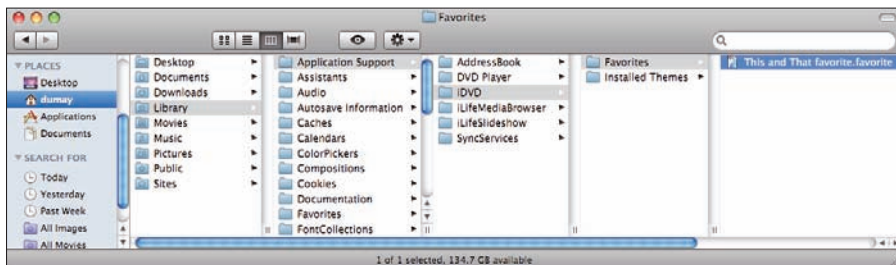 Favorites
PLACES
Desktop
dumay
Applications
Documents
SEARCH FOR
Today
Yesterday
Past Week
All Images
All Movies
Desktop
Documents
Downloads
Library
Movies
Music
Pictures
Public
Sites
Application Support
Assistants
Audio
Autosave Information
Caches
Calendars
ColorPickers
Compositions
Cookies
Documentation
Favorites
FontCollections
AddressBook
DVD Player
iDVD
iLifeMediaBrowser
iLifeSlideshow
SyncServices
Favorites
Installed Themes
This and That favorite.favorite
1 of 1 selected, 134.7 GB available